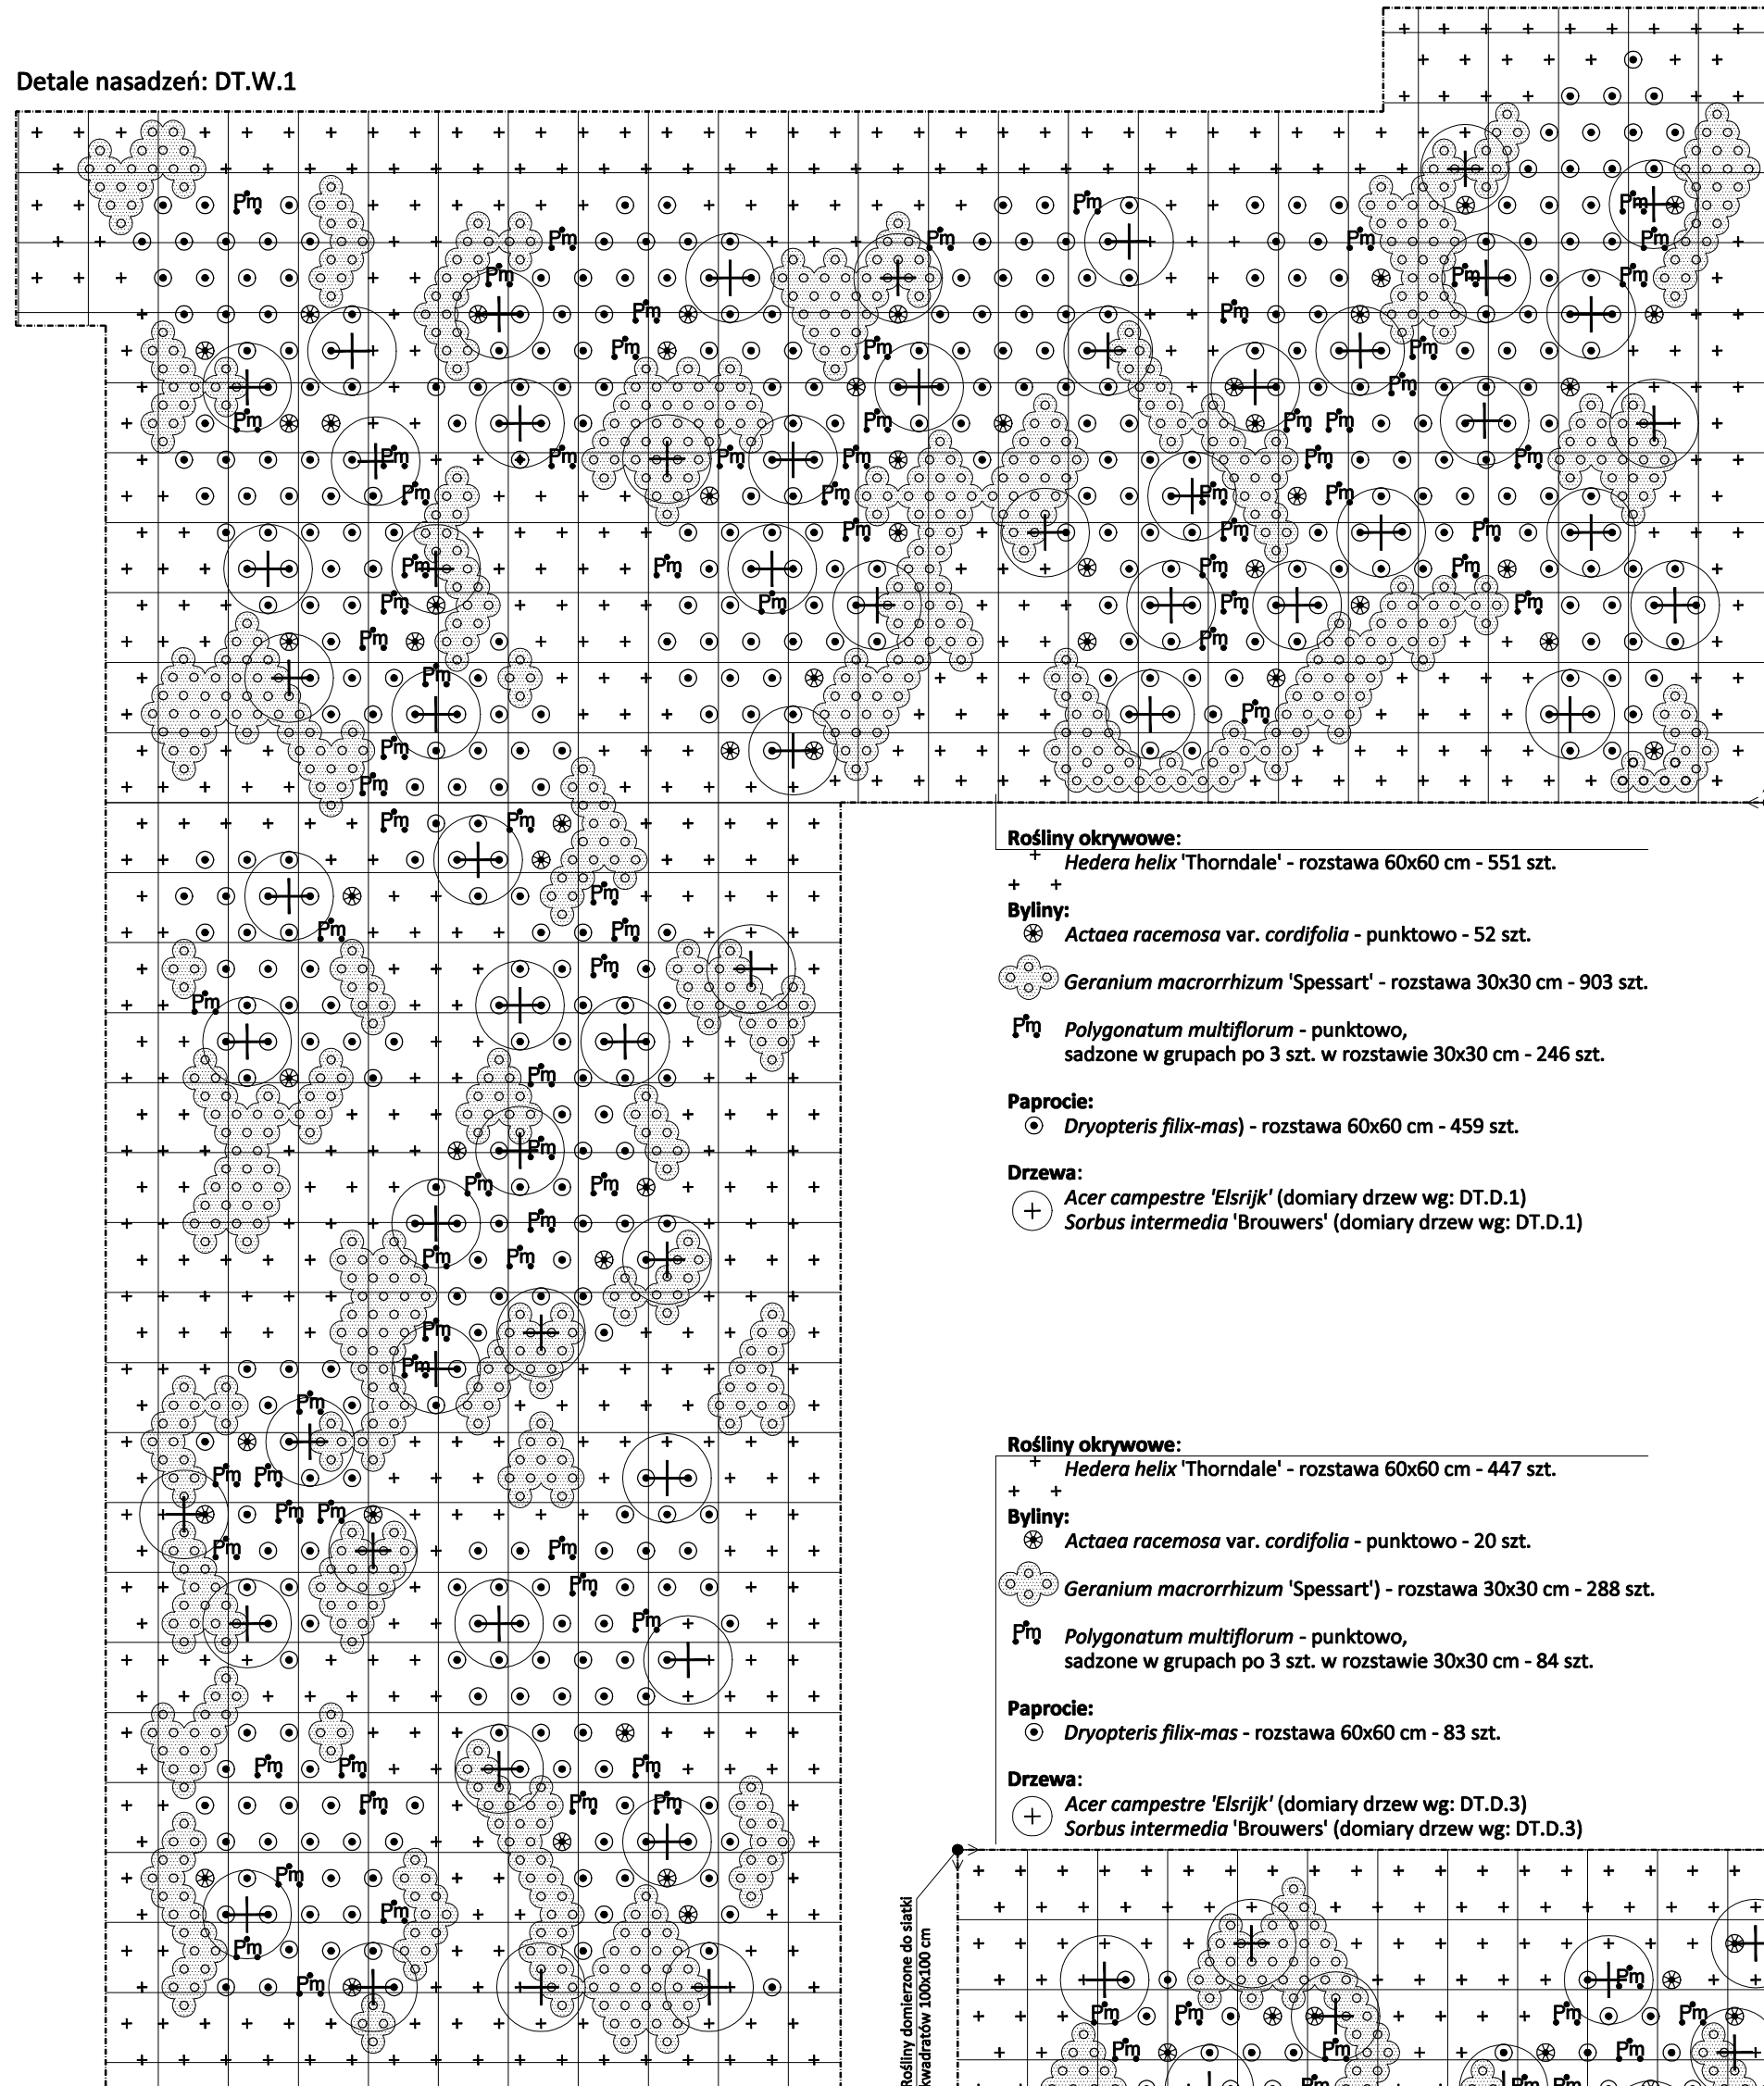 Detale nasadzeń: DT.W.1
Rośliny okrywowe:
Hedera helix 'Thorndale' - rozstawa 60x60 cm - 551 szt.
Byliny:
Actaea racemosa var. cordifolia - punktowo - 52 szt.
Geranium macrorrhizum 'Spessart' - rozstawa 30x30 cm - 903 szt.
Pm Polygonatum multiflorum - punktowo,
sadzone w grupach po 3 szt. w rozstawie 30x30 cm - 246 szt.
Paprocie:
Dryopteris filix-mas) - rozstawa 60x60 cm - 459 szt.
Drzewa:
Acer campestre 'Elsrijk' (domiary drzew wg: DT.D.1)
Sorbus intermedia 'Brouwers' (domiary drzew wg: DT.D.1)
Rośliny okrywowe:
Hedera helix 'Thorndale' - rozstawa 60x60 cm - 447 szt.
Byliny:
Actaea racemosa var. cordifolia - punktowo - 20 szt.
Geranium macrorrhizum 'Spessart') - rozstawa 30x30 cm - 288 szt.
Pm Polygonatum multiflorum - punktowo,
sadzone w grupach po 3 szt. w rozstawie 30x30 cm - 84 szt.
Paprocie:
Dryopteris filix-mas - rozstawa 60x60 cm - 83 szt.
Drzewa:
Acer campestre 'Elsrijk' (domiary drzew wg: DT.D.3)
Sorbus intermedia 'Brouwers' (domiary drzew wg: DT.D.3)
Rośliny domierzone do siatki
kwadratów 100x100 cm